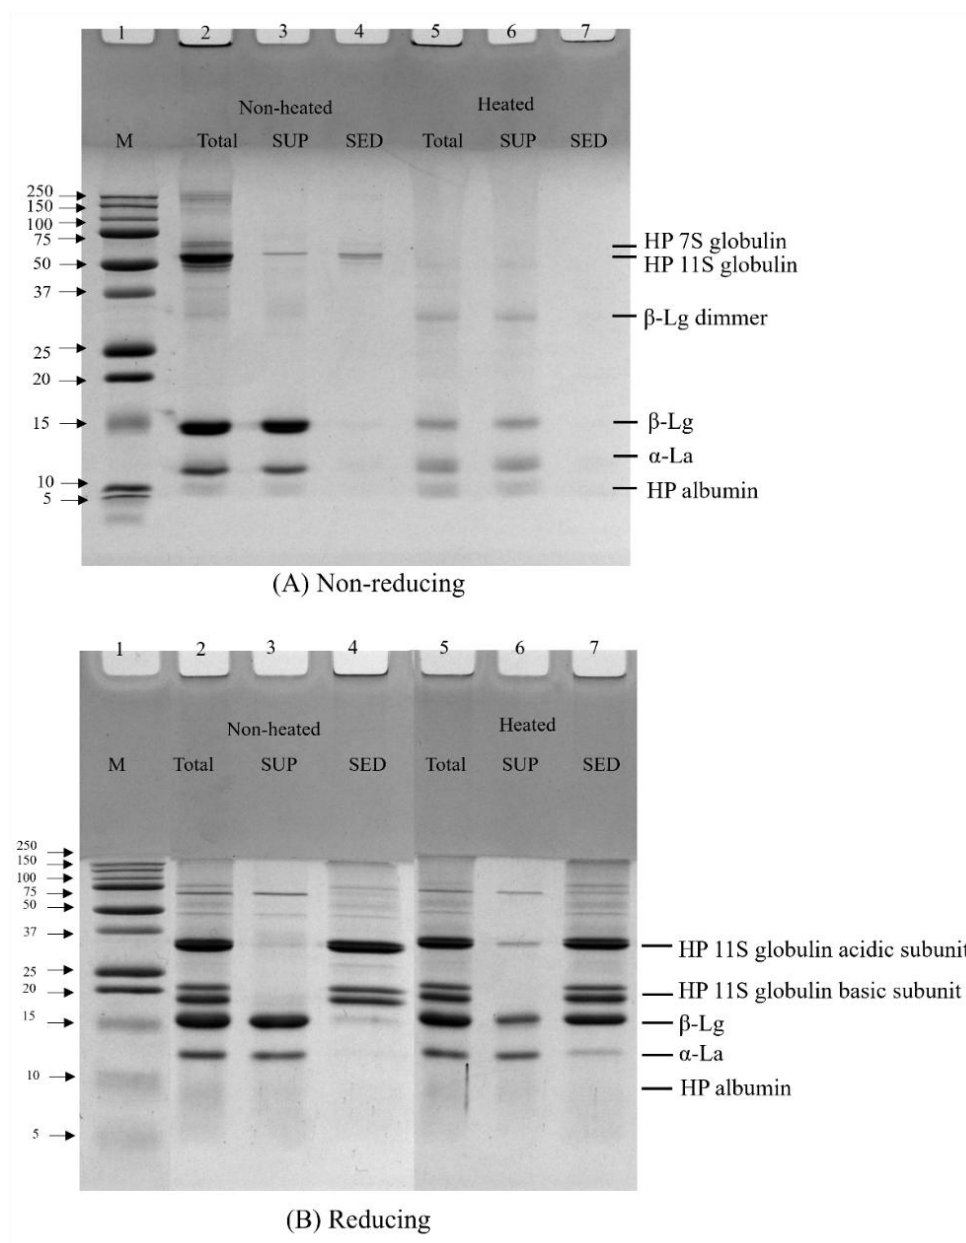 1 2 3 4 5 6 7
Non-heated Heated
M Total SUP SED Total SUP SED
250
150
100
75
50
37
25
20
15
10
5
HP 7S globulin
HP 11S globulin
β-Lg dimmer
β-Lg
α-La
HP albumin
(A) Non-reducing
1 2 3 4 5 6 7
Non-heated Heated
M Total SUP SED Total SUP SED
250
150
100
75
50
37
25
20
15
10
5
HP 11S globulin acidic subunit
HP 11S globulin basic subunit
β-Lg
α-La
HP albumin
(B) Reducing